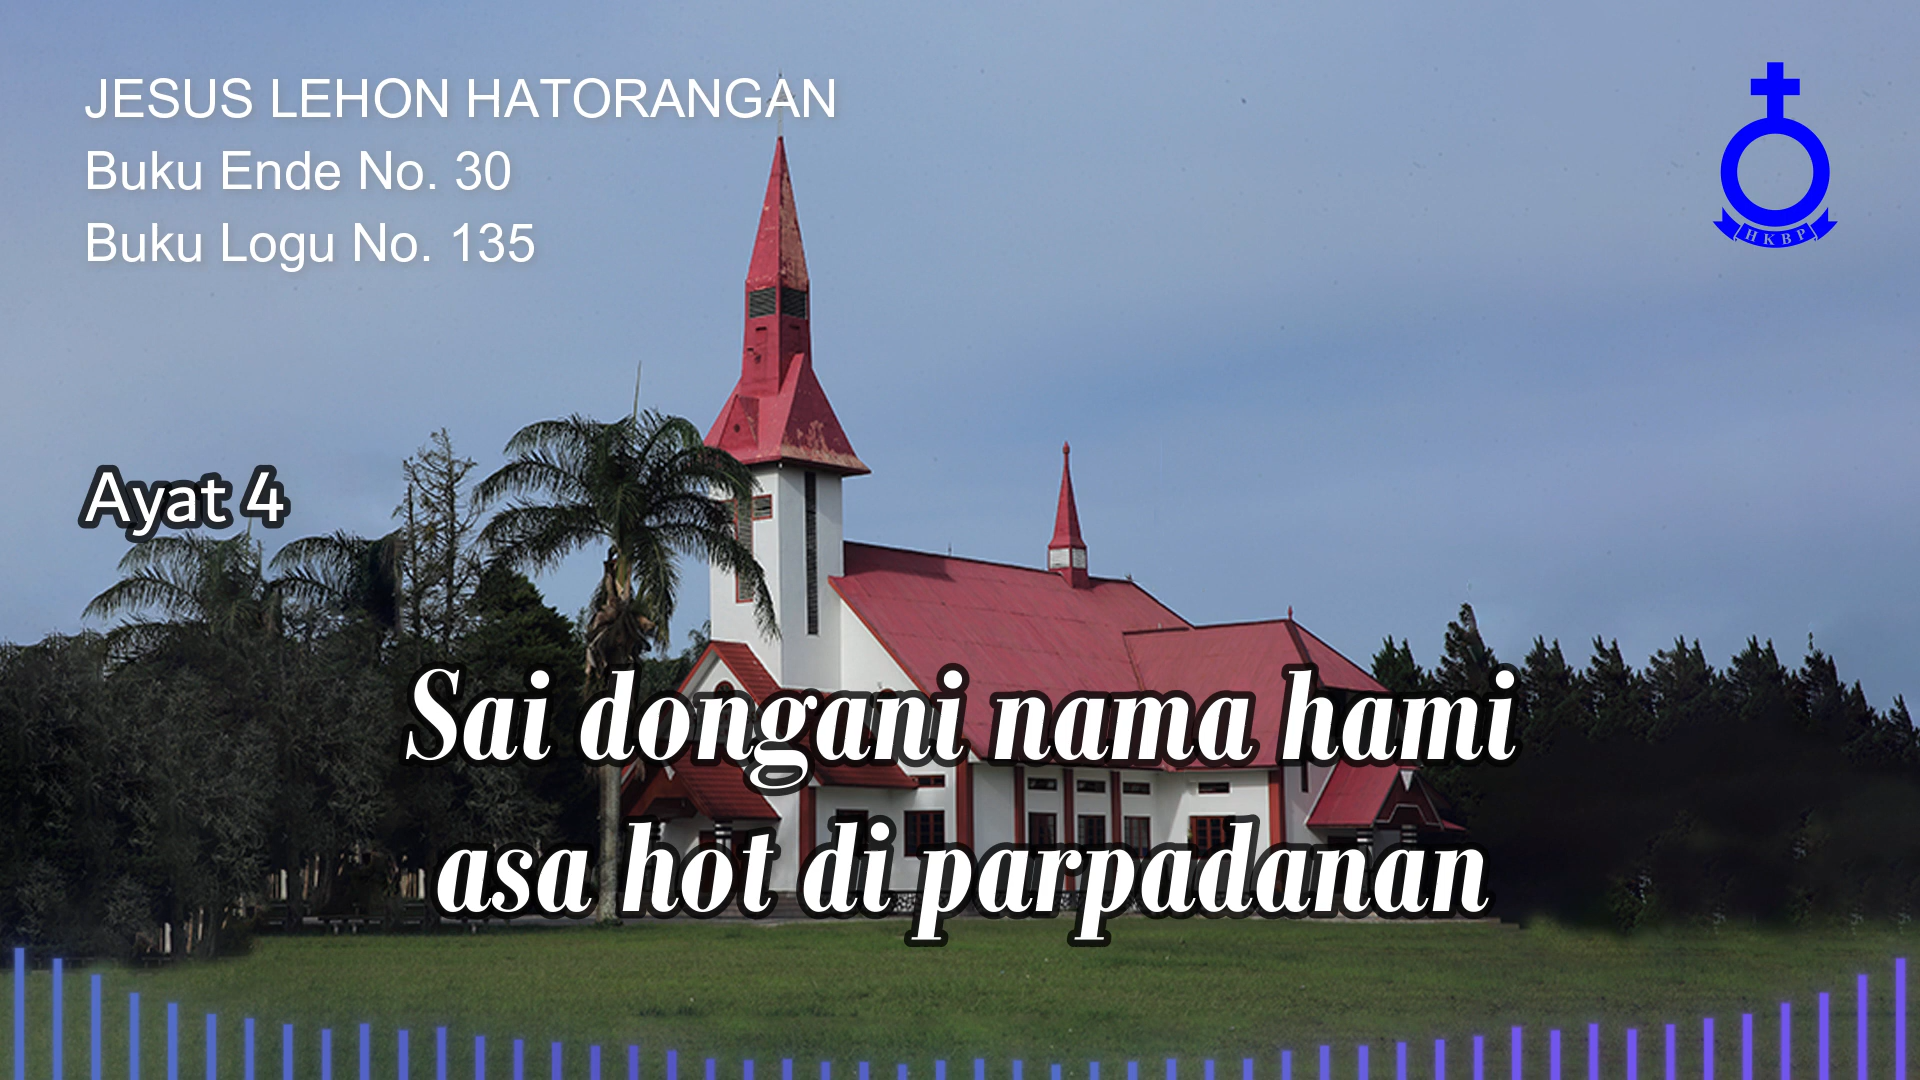 JESUS LEHON HATORANGAN
Buku Ende No. 30
Buku Logu No. 135
HKBP
Ayat 4
Sai dongani nama hami
asa hot di parpadanan